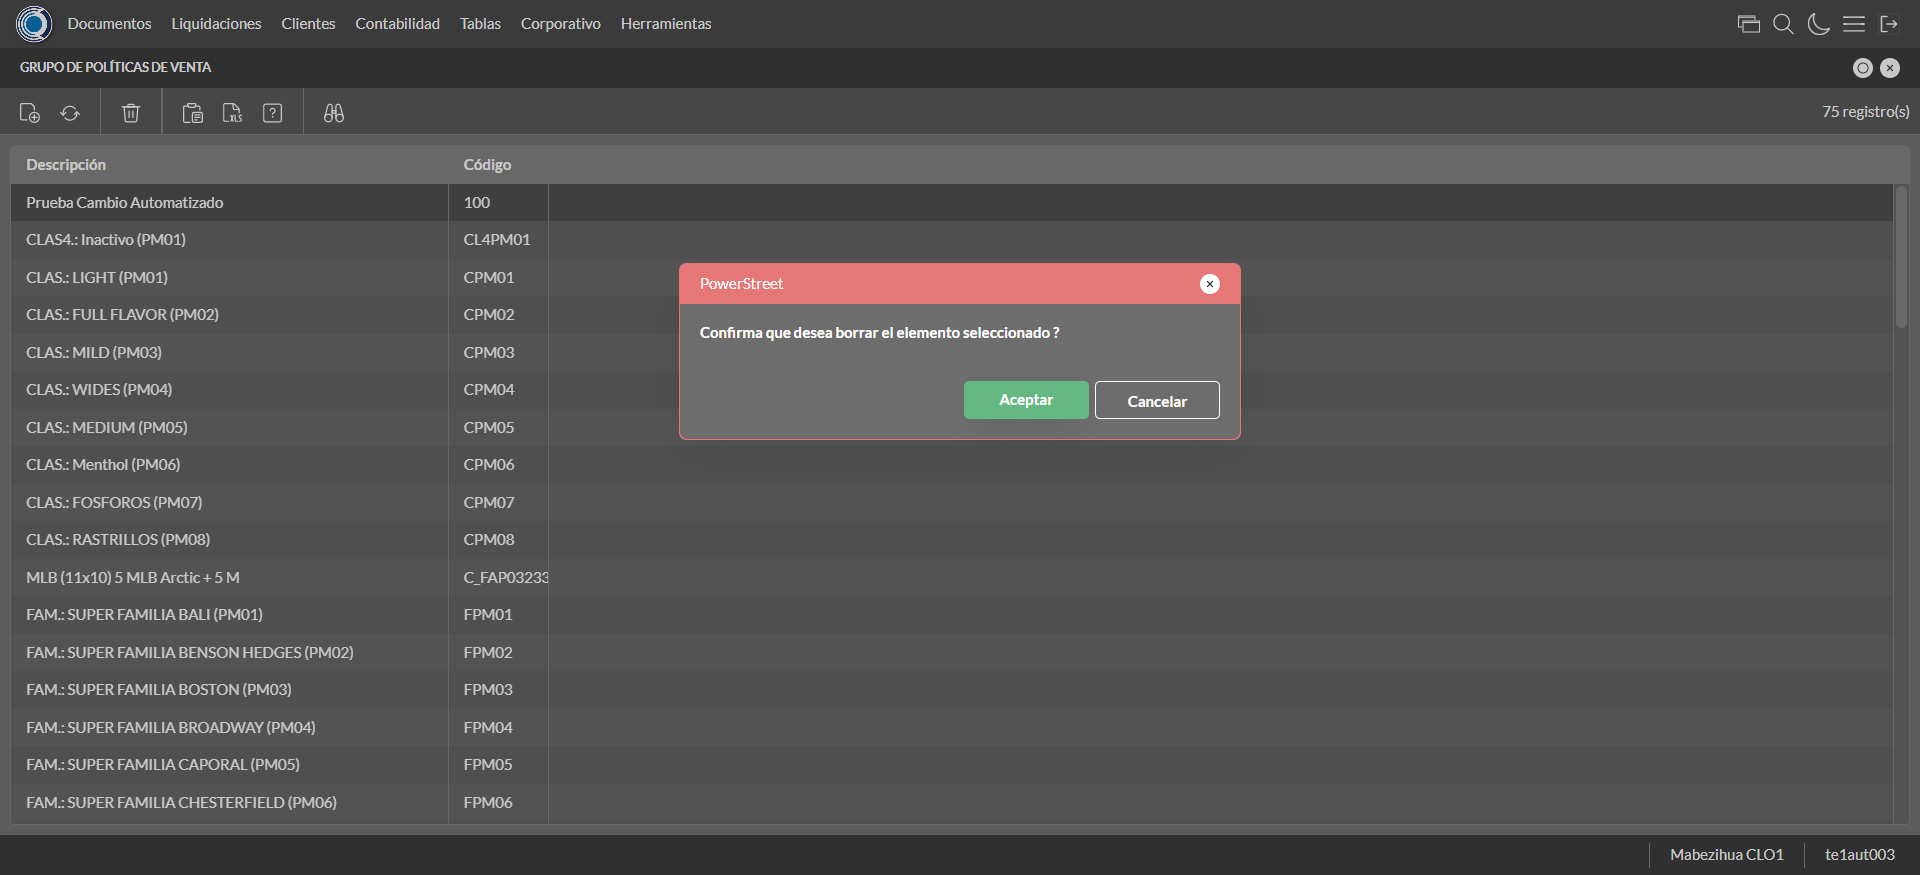 Documentos Liquidaciones Clientes Contabilidad Tablas Corporativo Herramientas
GRUPO DE POLÍTICAS DE VENTA
XLS ?
75 registro(s)
Descripción Código
Prueba Cambio Automatizado 100
CLAS4.: Inactivo (PM01) CL4PM01
CLAS.: LIGHT (PM01) CPM01
CLAS.: FULL FLAVOR (PM02) CPM02
CLAS.: MILD (PM03) CPM03
CLAS.: WIDES (PM04) CPM04
CLAS.: MEDIUM (PM05) CPM05
CLAS.: Menthol (PM06) CPM06
CLAS.: FOSFOROS (PM07) CPM07
CLAS.: RASTRILLOS (PM08) CPM08
MLB (11x10) 5 MLB Arctic + 5 M C_FAP03233
FAM.: SUPER FAMILIA BALI (PM01) FPM01
FAM.: SUPER FAMILIA BENSON HEDGES (PM02) FPM02
FAM.: SUPER FAMILIA BOSTON (PM03) FPM03
FAM.: SUPER FAMILIA BROADWAY (PM04) FPM04
FAM.: SUPER FAMILIA CAPORAL (PM05) FPM05
FAM.: SUPER FAMILIA CHESTERFIELD (PM06) FPM06
PowerStreet
Confirma que desea borrar el elemento seleccionado ?
Aceptar Cancelar
Mabezihua CLO1 te1aut003